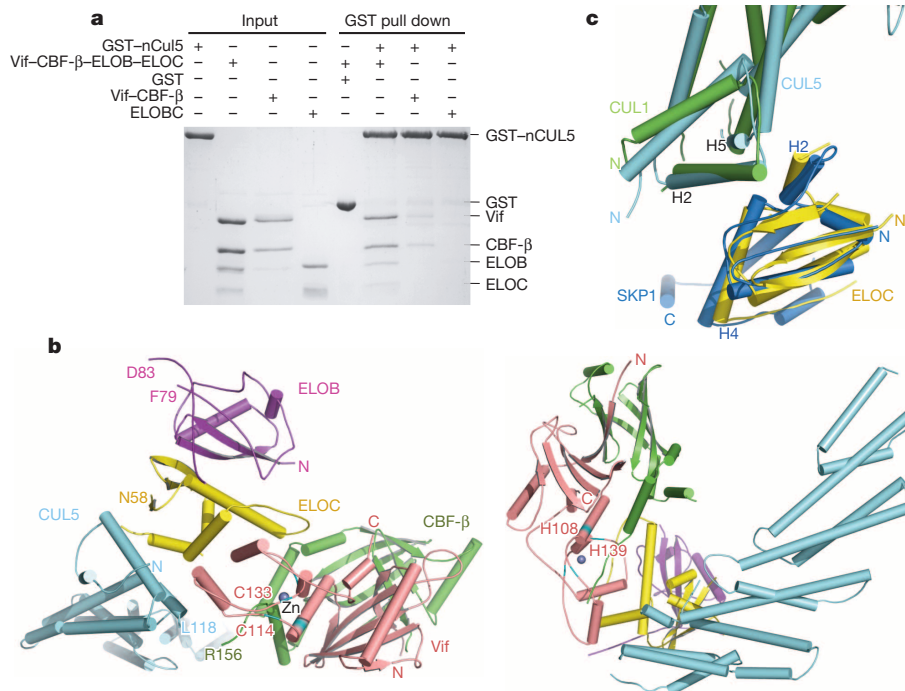 a
Input
GST pull down
GST–nCul5 + – – – – + + +
Vif–CBF-β–ELOB–ELOC – + – – + + – –
GST – – – – + – – –
Vif–CBF-β – – + – – – + –
ELOBC – – – + – – – +
GST–nCUL5
GST
Vif
CBF-β
ELOB
ELOC
c
CUL1
CUL5
H5
H2
N
H2
N
N
N
SKP1
C
ELOC
H4
b
D83
F79
ELOB
N
N58
ELOC
CUL5
N
C
CBF-β
C133
Zn
C114
L118
R156
Vif
N
N
C
H108
H139